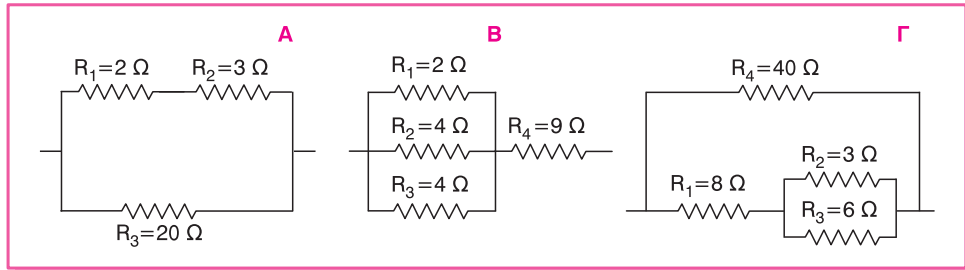 Α
R₁=2 Ω
R₂=3 Ω
R₃=20 Ω
Β
R₁=2 Ω
R₂=4 Ω
R₃=4 Ω
R₄=9 Ω
Γ
R₄=40 Ω
R₁=8 Ω
R₂=3 Ω
R₃=6 Ω